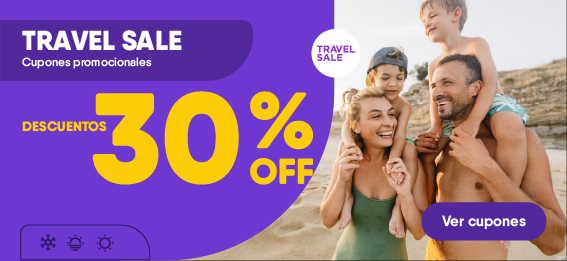 TRAVEL SALE
Cupones promocionales
TRAVEL
SALE
DESCUENTOS
30%
OFF
Ver cupones